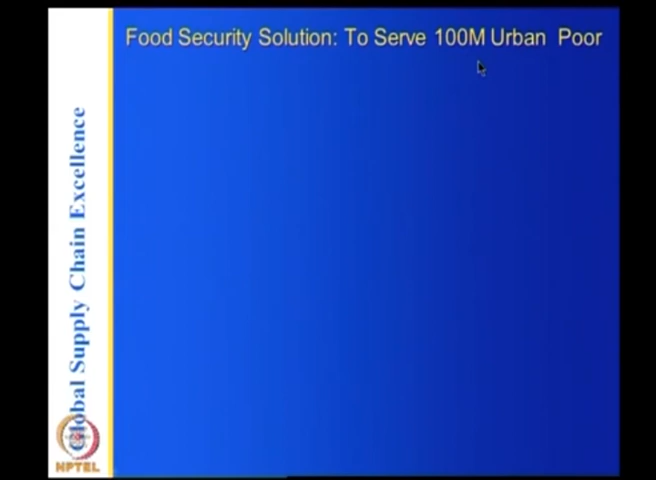 Food Security Solution: To Serve 100M Urban Poor
Global Supply Chain Excellence
NPTEL